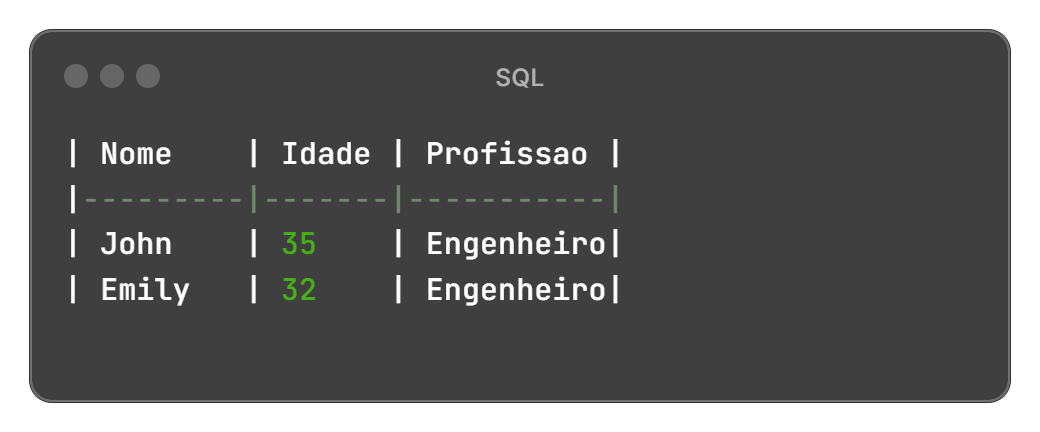 SQL
| Nome    | Idade | Profissao |
|---------|-------|-----------|
| John    | 35    | Engenheiro|
| Emily   | 32    | Engenheiro|